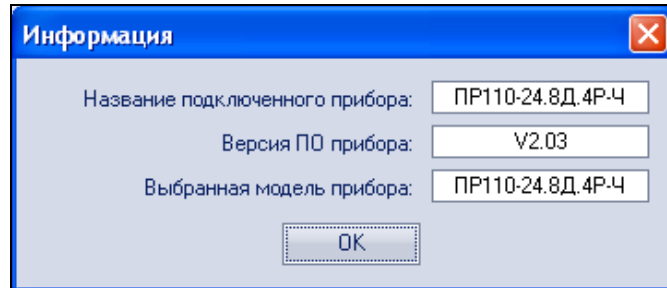 Информация
Название подключенного прибора: ПР110-24.8Д.4Р-Ч
Версия ПО прибора: V2.03
Выбранная модель прибора: ПР110-24.8Д.4Р-Ч
OK